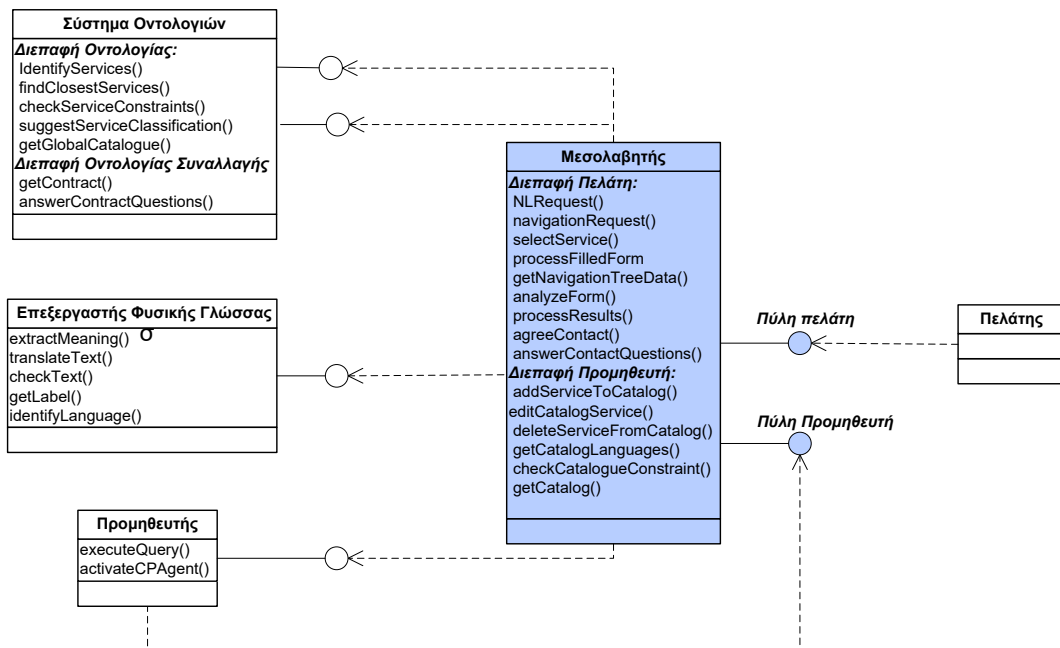 Σύστημα Οντολογιών
Διεπαφή Οντολογίας:
IdentifyServices()
findClosestServices()
checkServiceConstraints()
suggestServiceClassification()
getGlobalCatalogue()
Διεπαφή Οντολογίας Συναλλαγής
getContract()
answerContractQuestions()
Επεξεργαστής Φυσικής Γλώσσας
extractMeaning() σ
translateText()
checkText()
getLabel()
identifyLanguage()
Προμηθευτής
executeQuery()
activateCPAgent()
Μεσολαβητής
Διεπαφή Πελάτη:
NLRequest()
navigationRequest()
selectService()
processFilledForm
getNavigationTreeData()
analyzeForm()
processResults()
agreeContact()
answerContactQuestions()
Διεπαφή Προμηθευτή:
addServiceToCatalog()
editCatalogService()
deleteServiceFromCatalog()
getCatalogLanguages()
checkCatalogueConstraint()
getCatalog()
Πύλη πελάτη
Πύλη Προμηθευτή
Πελάτης